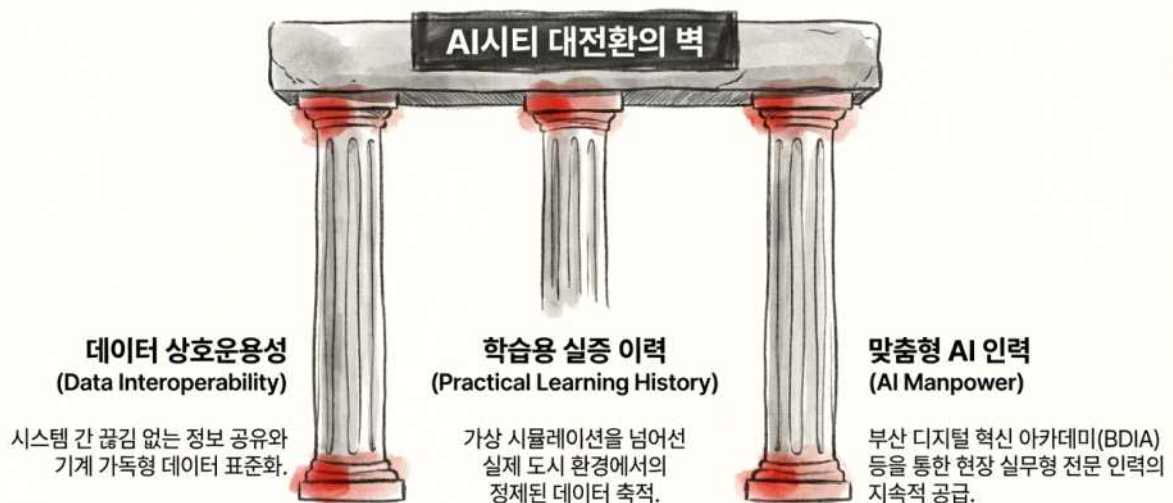 AI시티 대전환의 벽
데이터 상호운용성
(Data Interoperability)
시스템 간 끊김 없는 정보 공유와
기계 가독형 데이터 표준화.
학습용 실증 이력
(Practical Learning History)
가상 시뮬레이션을 넘어선
실제 도시 환경에서의
정제된 데이터 축적.
맞춤형 AI 인력
(AI Manpower)
부산 디지털 혁신 아카데미(BDIA)
등을 통한 현장 실무형 전문 인력의
지속적 공급.